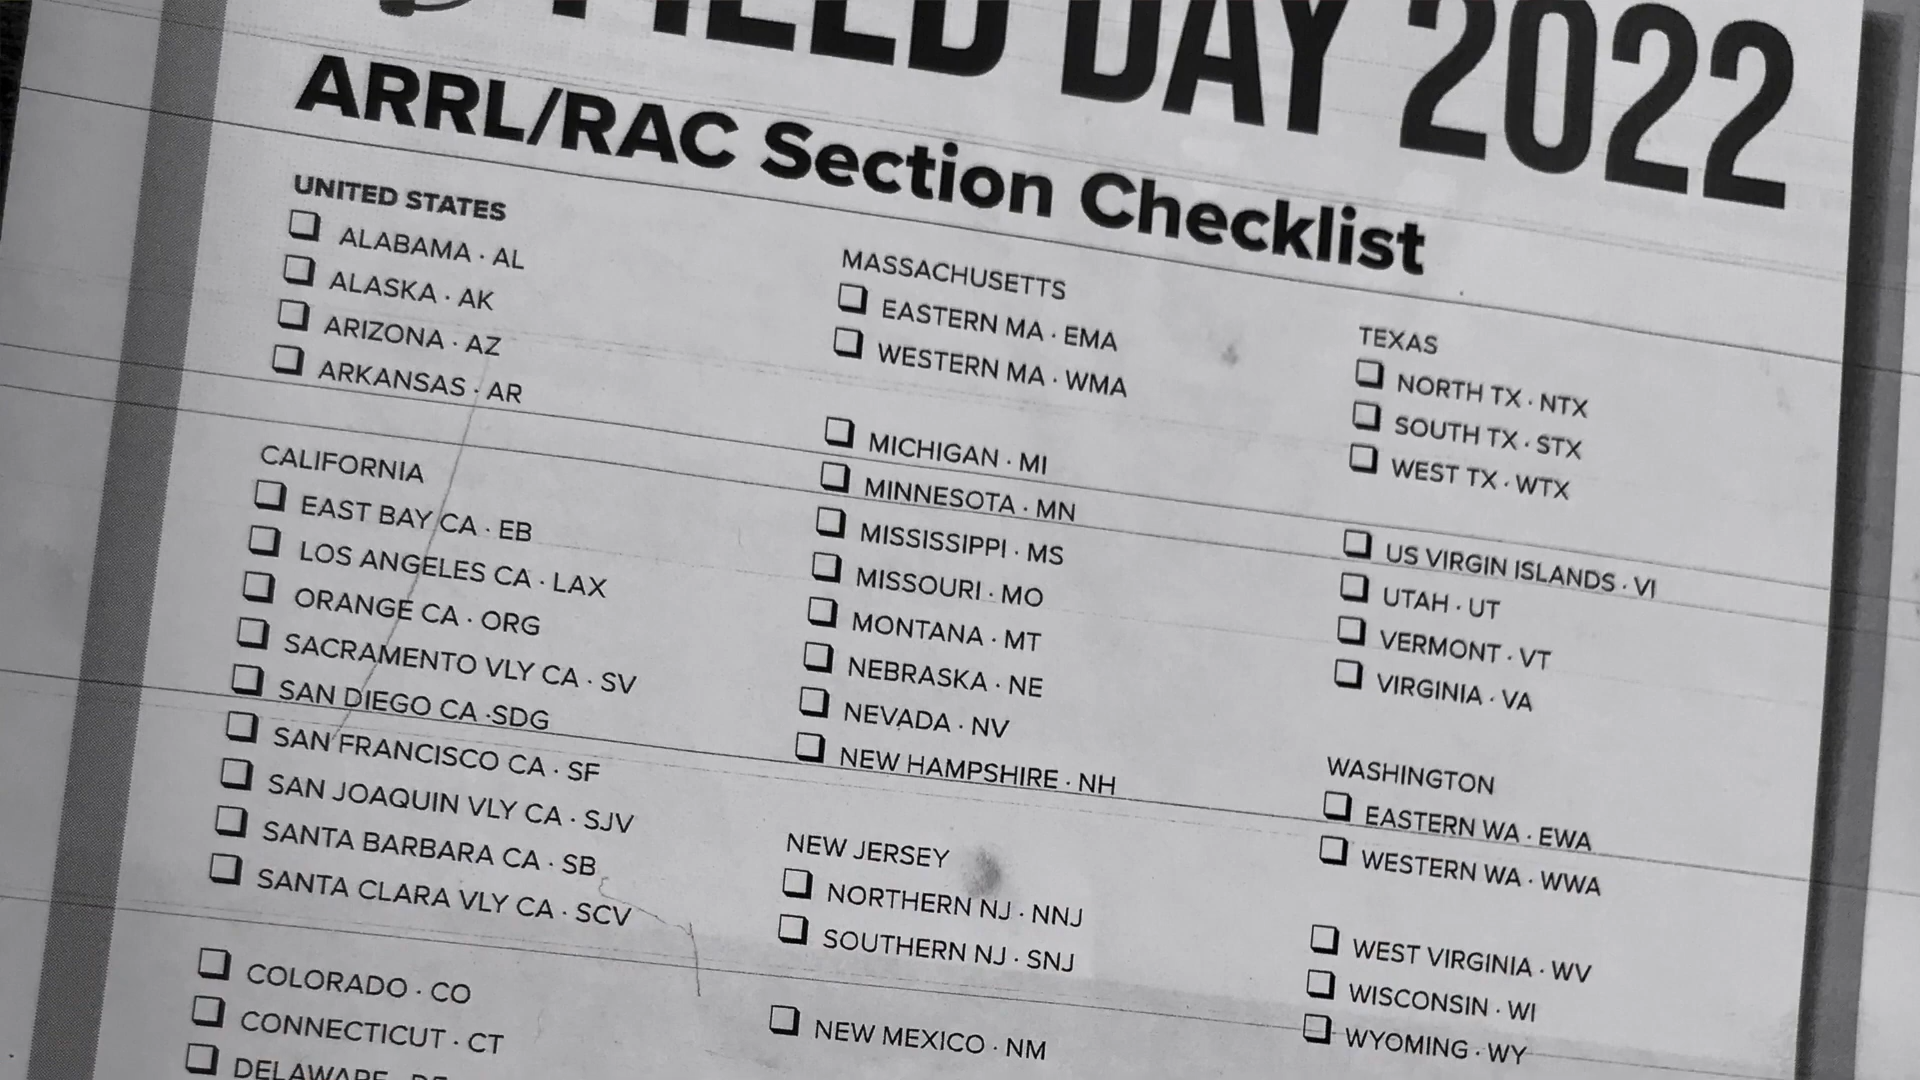 FIELD DAY 2022
ARRL/RAC Section Checklist
UNITED STATES
ALABAMA · AL
ALASKA · AK
ARIZONA · AZ
ARKANSAS · AR
CALIFORNIA
EAST BAY CA · EB
LOS ANGELES CA · LAX
ORANGE CA · ORG
SACRAMENTO VLY CA · SV
SAN DIEGO CA ·SDG
SAN FRANCISCO CA · SF
SAN JOAQUIN VLY CA · SJV
SANTA BARBARA CA · SB
SANTA CLARA VLY CA · SCV
COLORADO · CO
CONNECTICUT · CT
DELAWARE · DE
MASSACHUSETTS
EASTERN MA · EMA
WESTERN MA · WMA
MICHIGAN · MI
MINNESOTA · MN
MISSISSIPPI · MS
MISSOURI · MO
MONTANA · MT
NEBRASKA · NE
NEVADA · NV
NEW HAMPSHIRE · NH
NEW JERSEY
NORTHERN NJ · NNJ
SOUTHERN NJ · SNJ
NEW MEXICO · NM
TEXAS
NORTH TX · NTX
SOUTH TX · STX
WEST TX · WTX
US VIRGIN ISLANDS · VI
UTAH · UT
VERMONT · VT
VIRGINIA · VA
WASHINGTON
EASTERN WA · EWA
WESTERN WA · WWA
WEST VIRGINIA · WV
WISCONSIN · WI
WYOMING · WY